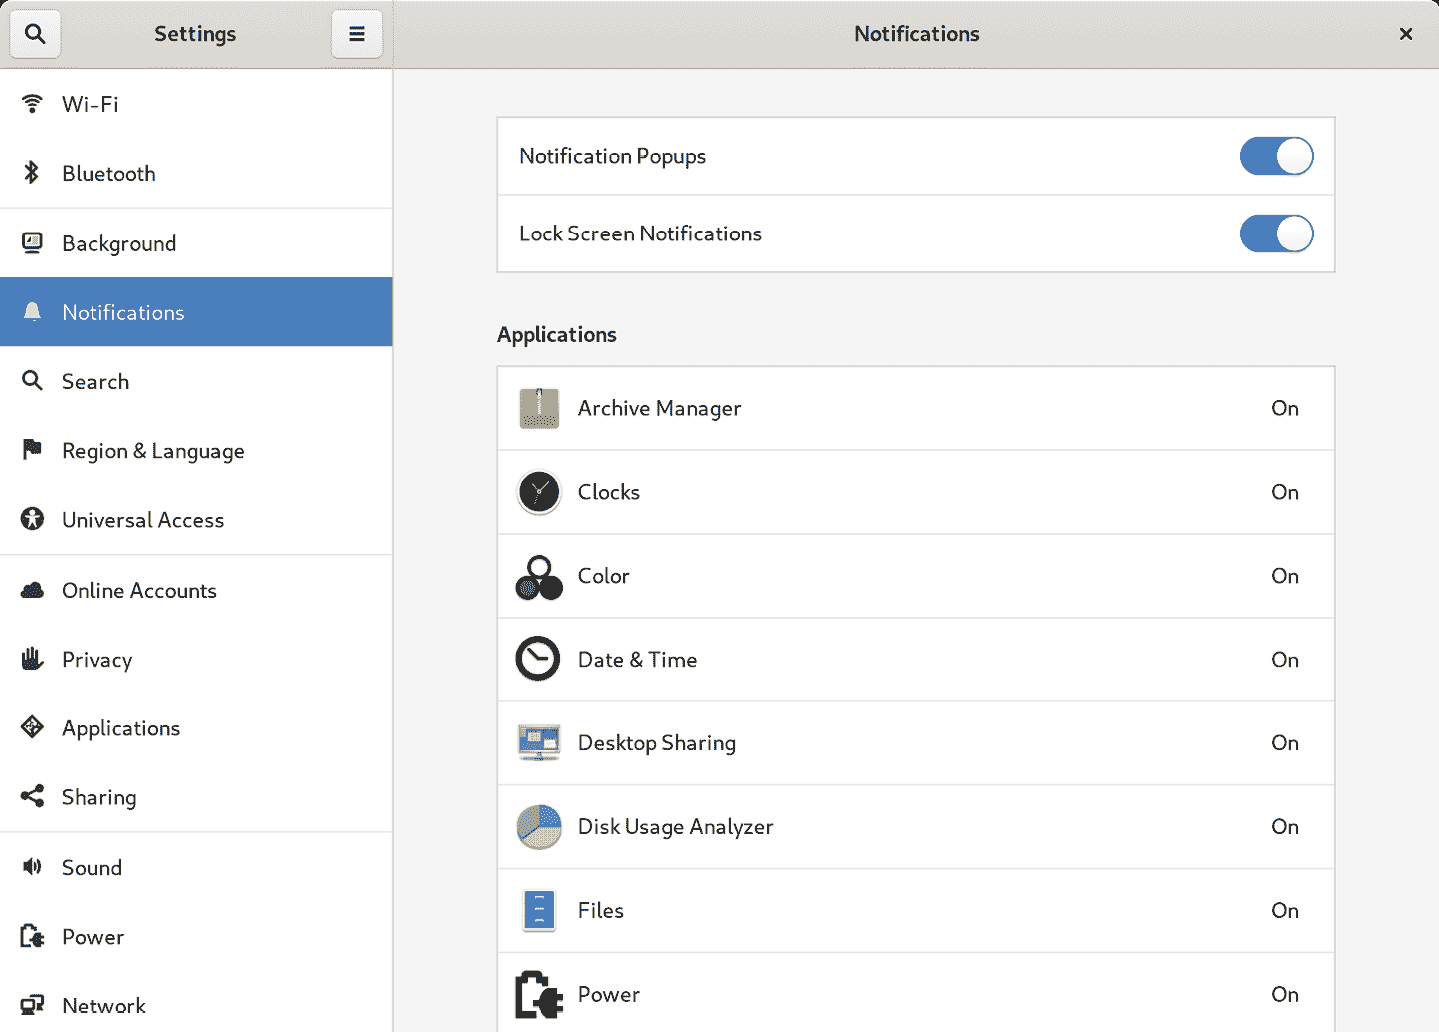 Settings
Notifications
Wi-Fi
Bluetooth
Background
Notifications
Search
Region & Language
Universal Access
Online Accounts
Privacy
Applications
Sharing
Sound
Power
Network
Notification Popups
Lock Screen Notifications
Applications
Archive Manager On
Clocks On
Color On
Date & Time On
Desktop Sharing On
Disk Usage Analyzer On
Files On
Power On